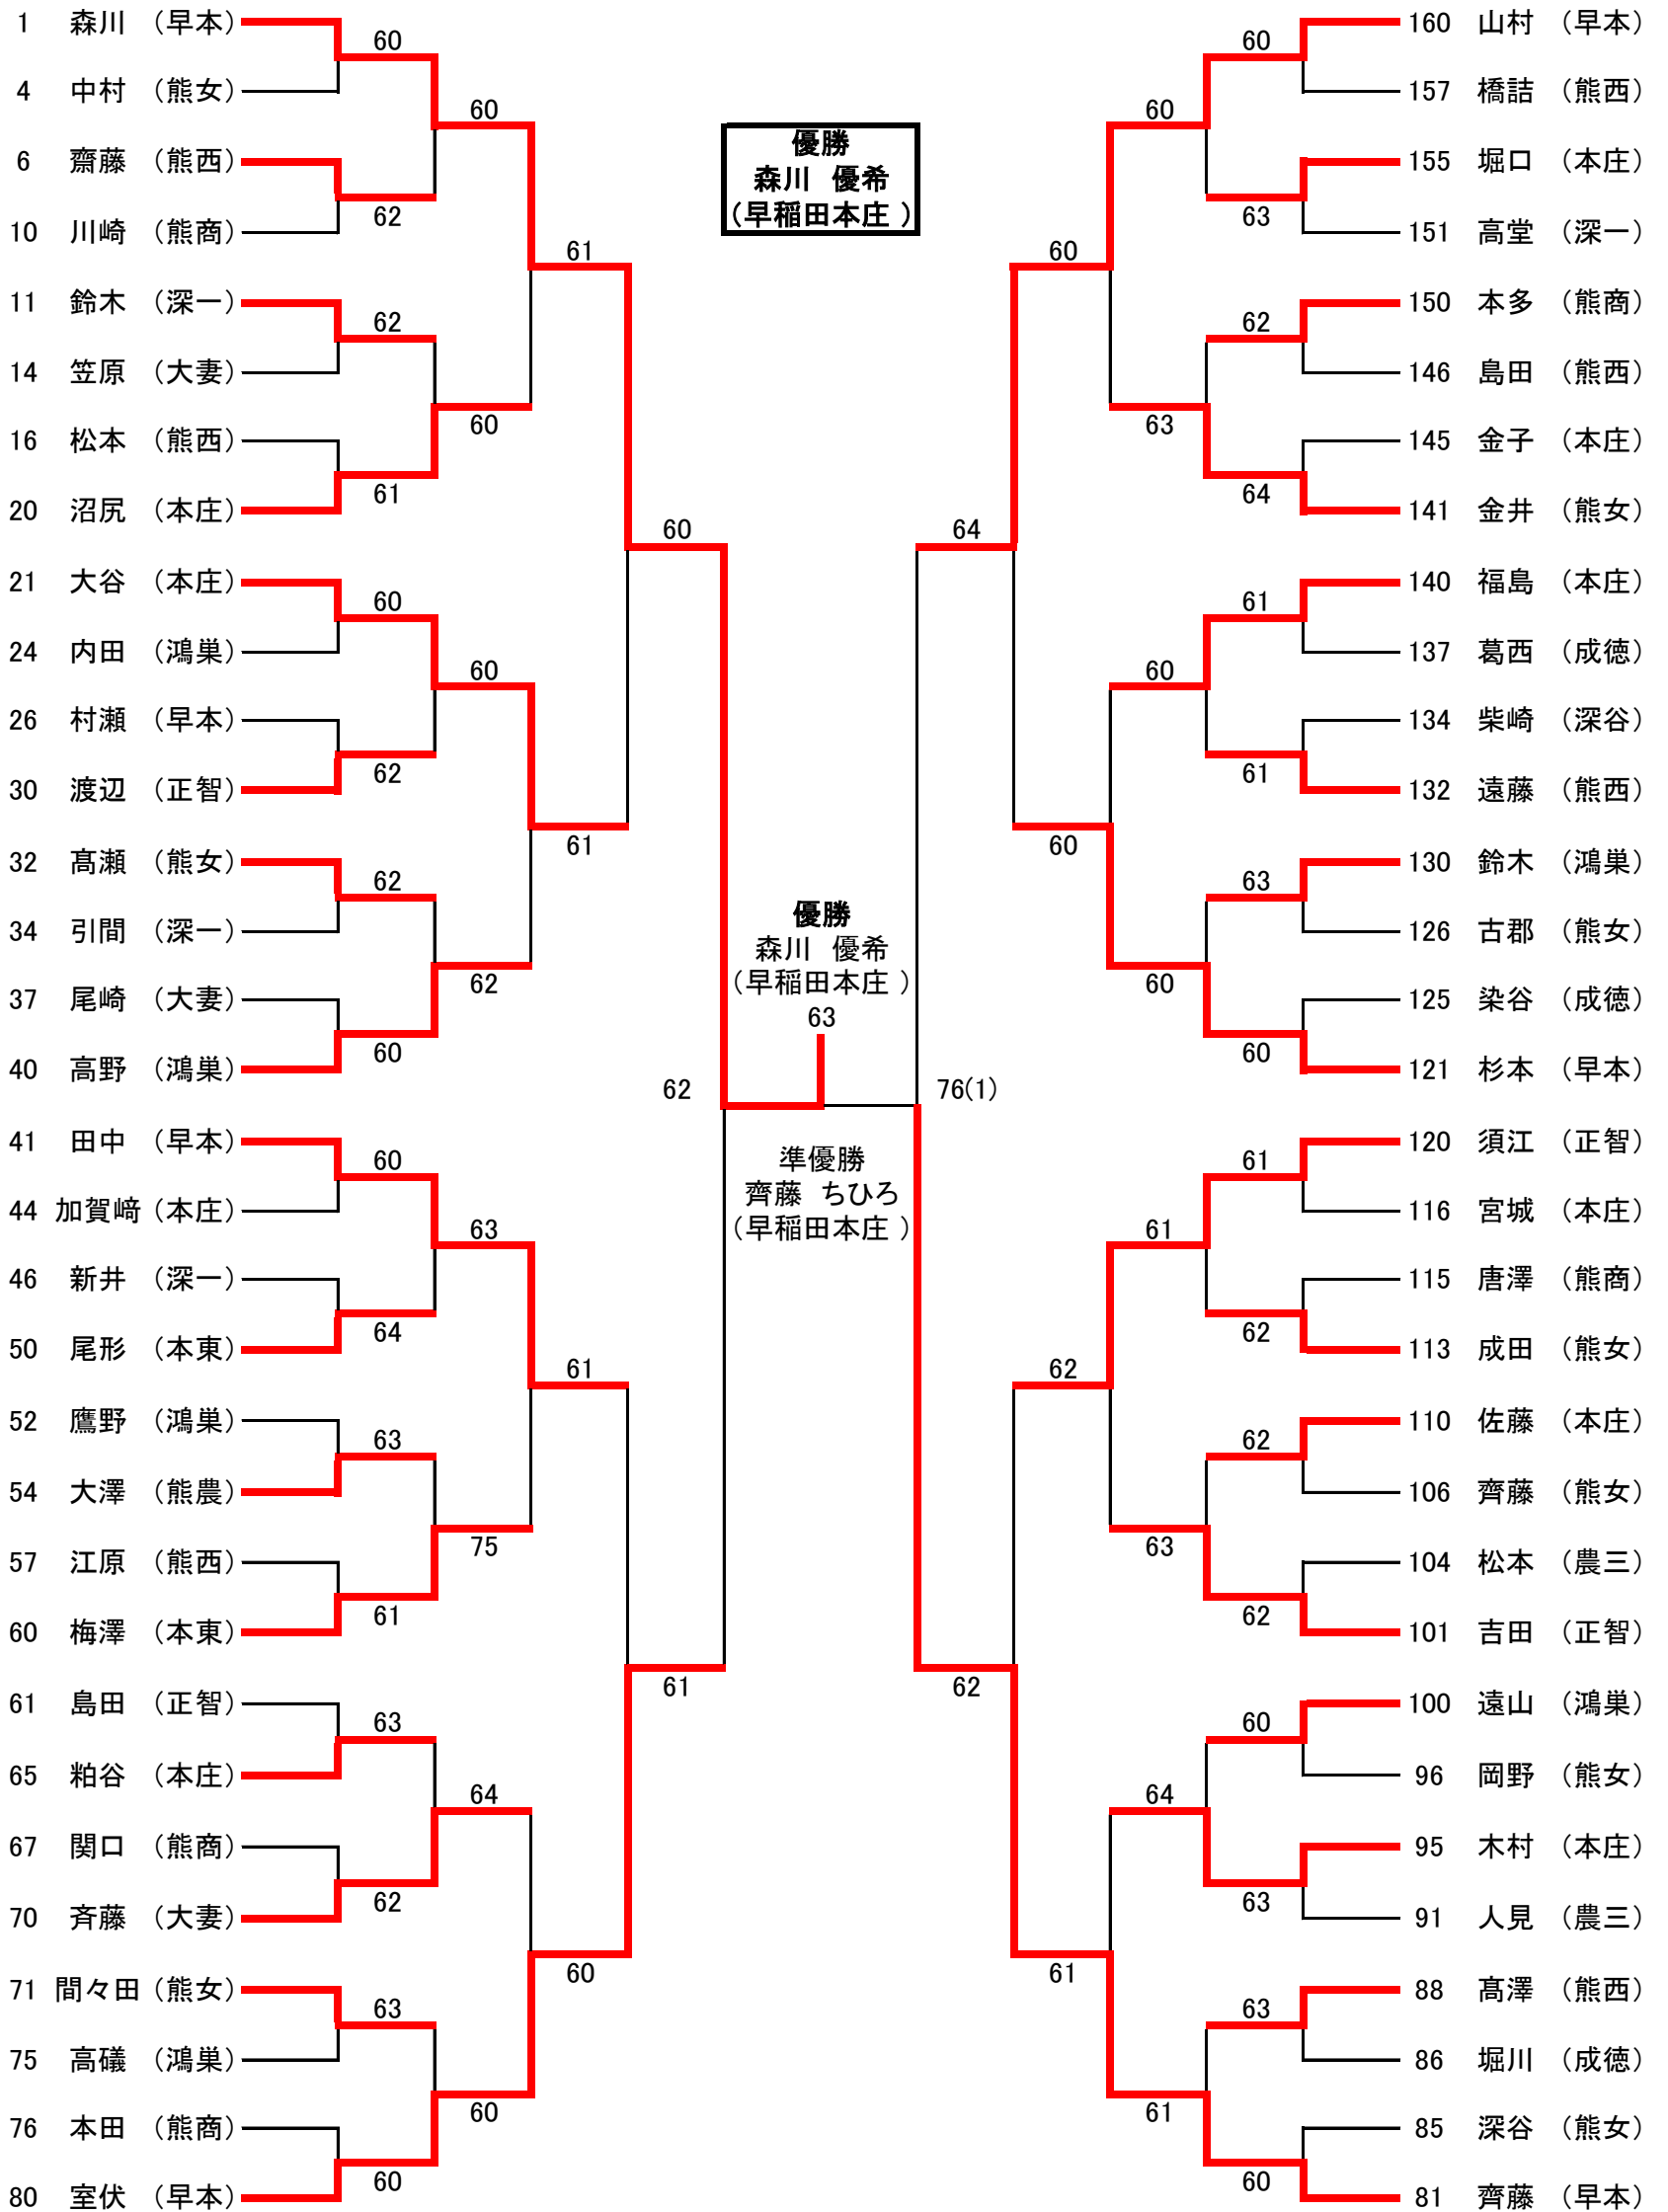 1 森川 （早本）
4 中村 （熊女）
6 齋藤 （熊西）
10 川崎 （熊商）
11 鈴木 （深一）
14 笠原 （大妻）
16 松本 （熊西）
20 沼尻 （本庄）
21 大谷 （本庄）
24 内田 （鴻巣）
26 村瀬 （早本）
30 渡辺 （正智）
32 髙瀬 （熊女）
34 引間 （深一）
37 尾崎 （大妻）
40 高野 （鴻巣）
41 田中 （早本）
44 加賀﨑 （本庄）
46 新井 （深一）
50 尾形 （本東）
52 鷹野 （鴻巣）
54 大澤 （熊農）
57 江原 （熊西）
60 梅澤 （本東）
61 島田 （正智）
65 粕谷 （本庄）
67 関口 （熊商）
70 斉藤 （大妻）
71 間々田 （熊女）
75 高礒 （鴻巣）
76 本田 （熊商）
80 室伏 （早本）
60
62
62
61
60
62
62
60
60
64
63
61
63
62
63
60
60
60
60
62
63
75
64
60
61
61
61
60
60
61
62
優勝
森川 優希
（早稲田本庄 ）
優勝
森川 優希
（早稲田本庄 ）
63
準優勝
齊藤 ちひろ
（早稲田本庄 ）
76(1)
64
62
60
60
62
61
60
63
60
60
61
63
64
61
60
63
62
64
61
61
63
60
61
62
62
62
60
63
63
60
160 山村 （早本）
157 橋詰 （熊西）
155 堀口 （本庄）
151 高堂 （深一）
150 本多 （熊商）
146 島田 （熊西）
145 金子 （本庄）
141 金井 （熊女）
140 福島 （本庄）
137 葛西 （成徳）
134 柴崎 （深谷）
132 遠藤 （熊西）
130 鈴木 （鴻巣）
126 古郡 （熊女）
125 染谷 （成徳）
121 杉本 （早本）
120 須江 （正智）
116 宮城 （本庄）
115 唐澤 （熊商）
113 成田 （熊女）
110 佐藤 （本庄）
106 齊藤 （熊女）
104 松本 （農三）
101 吉田 （正智）
100 遠山 （鴻巣）
96 岡野 （熊女）
95 木村 （本庄）
91 人見 （農三）
88 髙澤 （熊西）
86 堀川 （成徳）
85 深谷 （熊女）
81 齊藤 （早本）